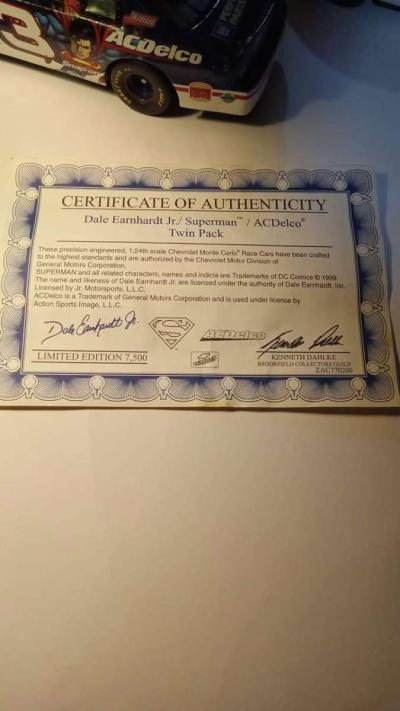 3
ACDelco
CERTIFICATE OF AUTHENTICITY
Dale Earnhardt Jr./ Superman™ / ACDelco®
Twin Pack
These precision engineered, 1:24th scale Chevrolet Monte Carlo® Race Cars have been crafted
to the highest standards and are authorized by the Chevrolet Motor Division of
General Motors Corporation.
SUPERMAN and all related characters, names and indicia are Trademarks of DC Comics © 1999.
The name and likeness of Dale Earnhardt Jr. are licensed under the authority of Dale Earnhardt, Inc.
Licensed by Jr. Motorsports, L.L.C.
ACDelco is a Trademark of General Motors Corporation and is used under license by
Action Sports Image, L.L.C.
Dale Earnhardt Jr.
S
ACDelco
LIMITED EDITION 7,500
KENNETH DAHLKE
BROOKFIELD COLLECTORS GUILD
ZAC770200